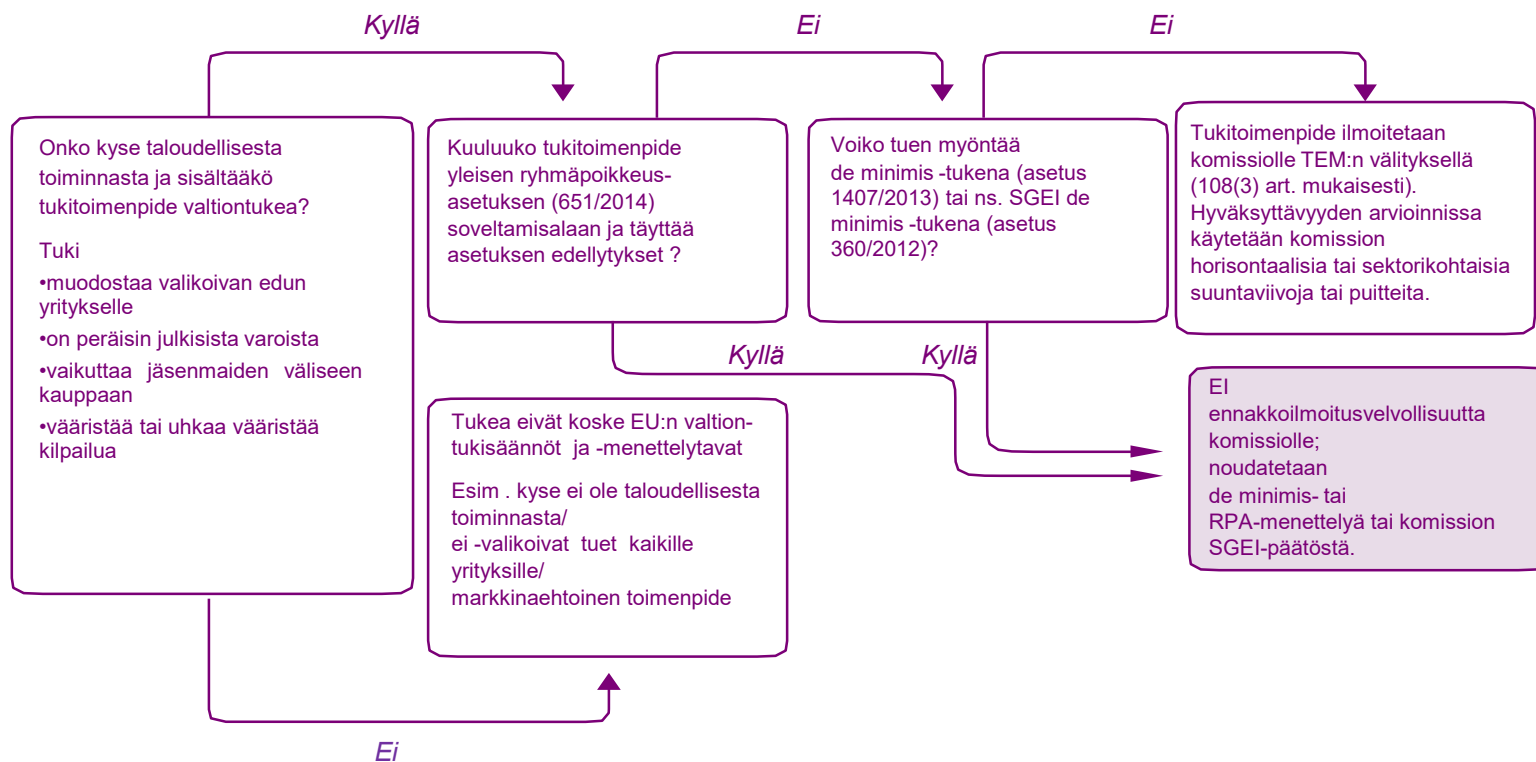 Kyllä
Ei
Ei
Onko kyse taloudellisesta
toiminnasta ja sisältääkö
tukitoimenpide valtiontukea?
Tuki
•muodostaa valikoivan edun
yritykselle
•on peräisin julkisista varoista
•vaikuttaa jäsenmaiden väliseen
kauppaan
•vääristää tai uhkaa vääristää
kilpailua
Kuuluuko tukitoimenpide
yleisen ryhmäpoikkeus-
asetuksen (651/2014)
soveltamisalaan ja täyttää
asetuksen edellytykset ?
Voiko tuen myöntää
de minimis -tukena (asetus
1407/2013) tai ns. SGEI de
minimis -tukena (asetus
360/2012)?
Tukitoimenpide ilmoitetaan
komissiolle TEM:n välityksellä
(108(3) art. mukaisesti).
Hyväksyttävyyden arvioinnissa
käytetään komission
horisontaalisia tai sektorikohtaisia
suuntaviivoja tai puitteita.
Kyllä
Kyllä
Tukea eivät koske EU:n valtion-
tukisäännöt ja -menettelytavat
Esim . kyse ei ole taloudellisesta
toiminnasta/
ei -valikoivat tuet kaikille
yrityksille/
markkinaehtoinen toimenpide
EI
ennakkoilmoitusvelvollisuutta
komissiolle;
noudatetaan
de minimis- tai
RPA-menettelyä tai komission
SGEI-päätöstä.
Ei